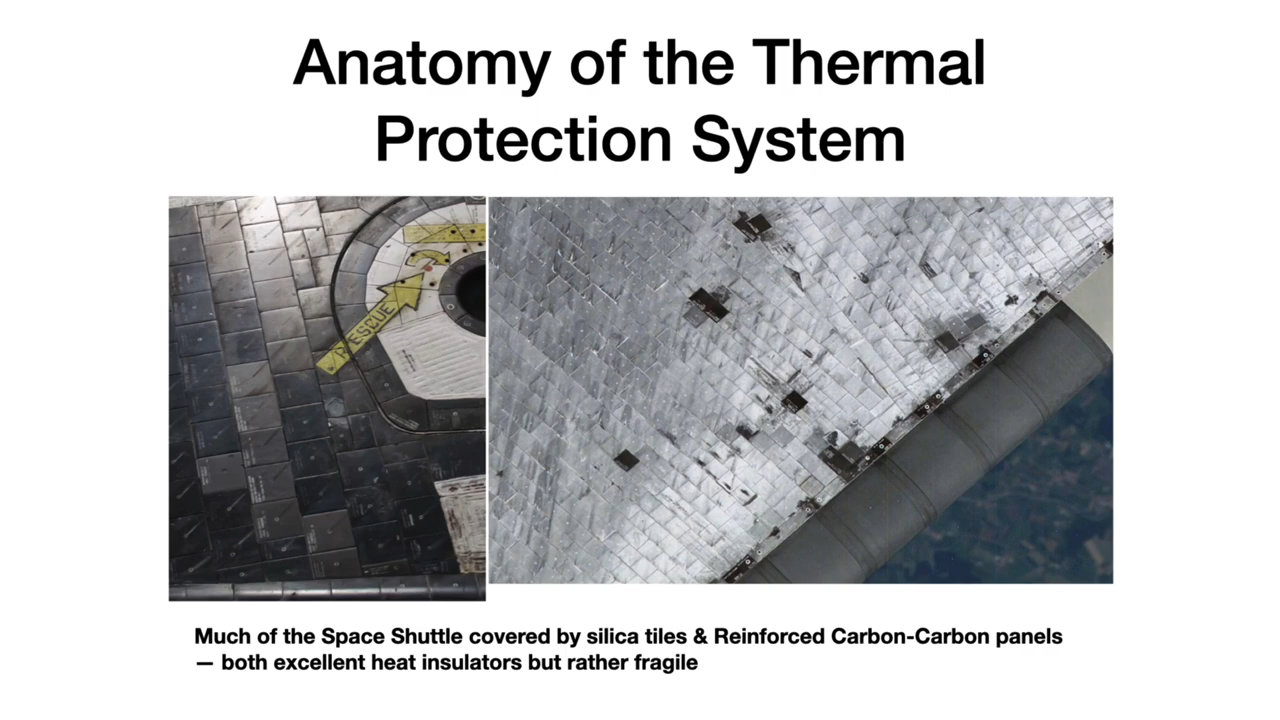 Anatomy of the Thermal
Protection System
RESCUE
Much of the Space Shuttle covered by silica tiles & Reinforced Carbon-Carbon panels
— both excellent heat insulators but rather fragile